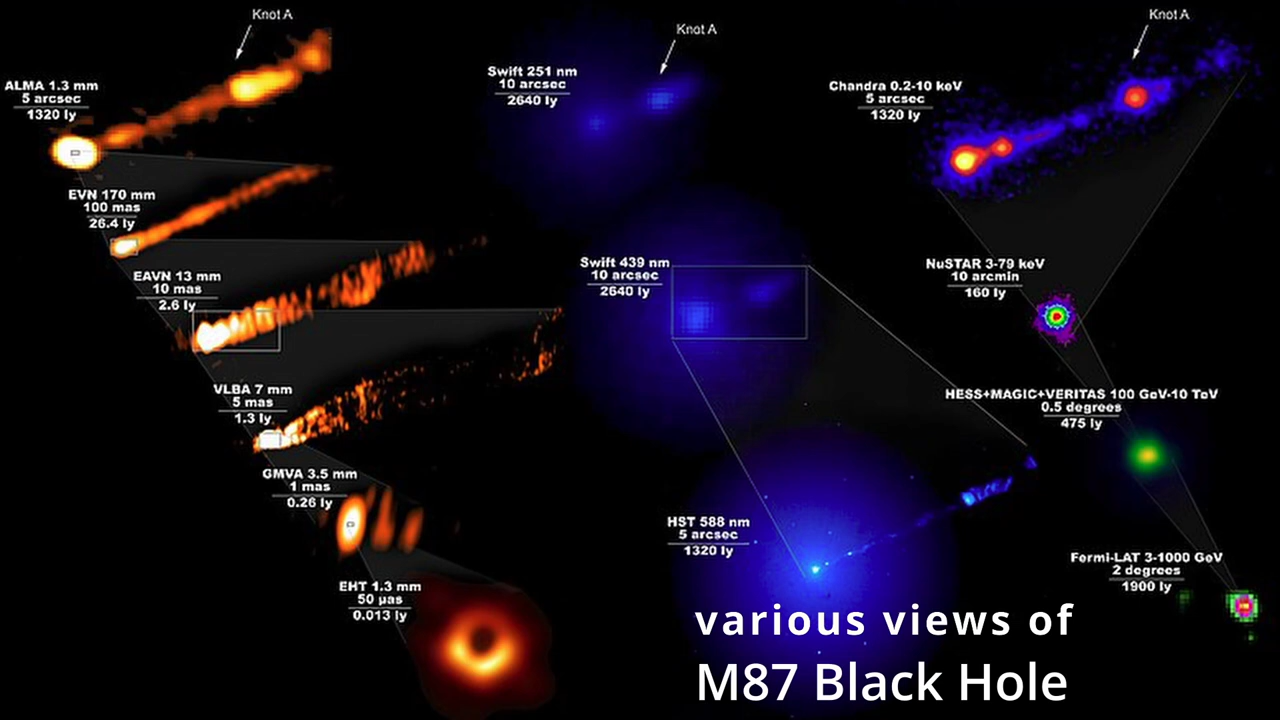 Knot A
ALMA 1.3 mm
5 arcsec
1320 ly
EVN 170 mm
100 mas
26.4 ly
EAVN 13 mm
10 mas
2.6 ly
VLBA 7 mm
5 mas
1.3 ly
GMVA 3.5 mm
1 mas
0.26 ly
EHT 1.3 mm
50 µas
0.013 ly
Knot A
Swift 251 nm
10 arcsec
2640 ly
Swift 439 nm
10 arcsec
2640 ly
HST 588 nm
5 arcsec
1320 ly
Knot A
Chandra 0.2-10 keV
5 arcsec
1320 ly
NuSTAR 3-79 keV
10 arcmin
160 ly
HESS+MAGIC+VERITAS 100 GeV-10 TeV
0.5 degrees
475 ly
Fermi-LAT 3-1000 GeV
2 degrees
1900 ly
various views of
M87 Black Hole